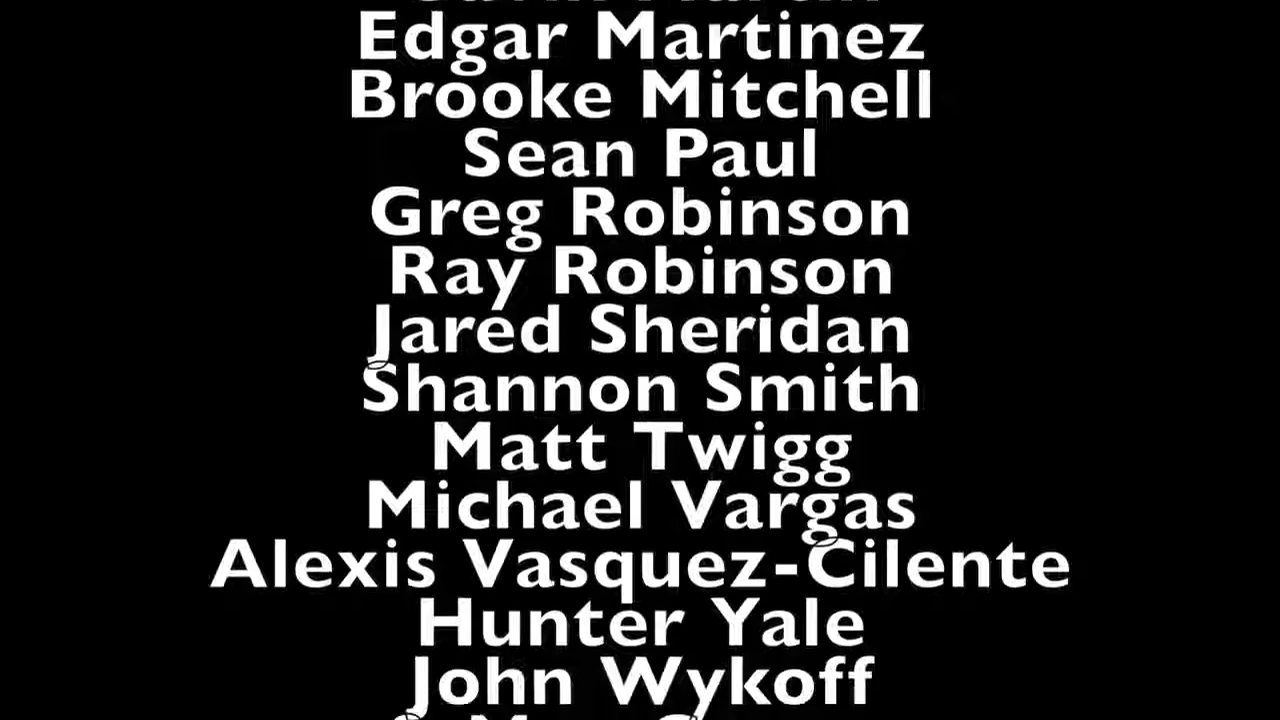 Edgar Martinez
Brooke Mitchell
Sean Paul
Greg Robinson
Ray Robinson
Jared Sheridan
Shannon Smith
Matt Twigg
Michael Vargas
Alexis Vasquez-Cilente
Hunter Yale
John Wykoff